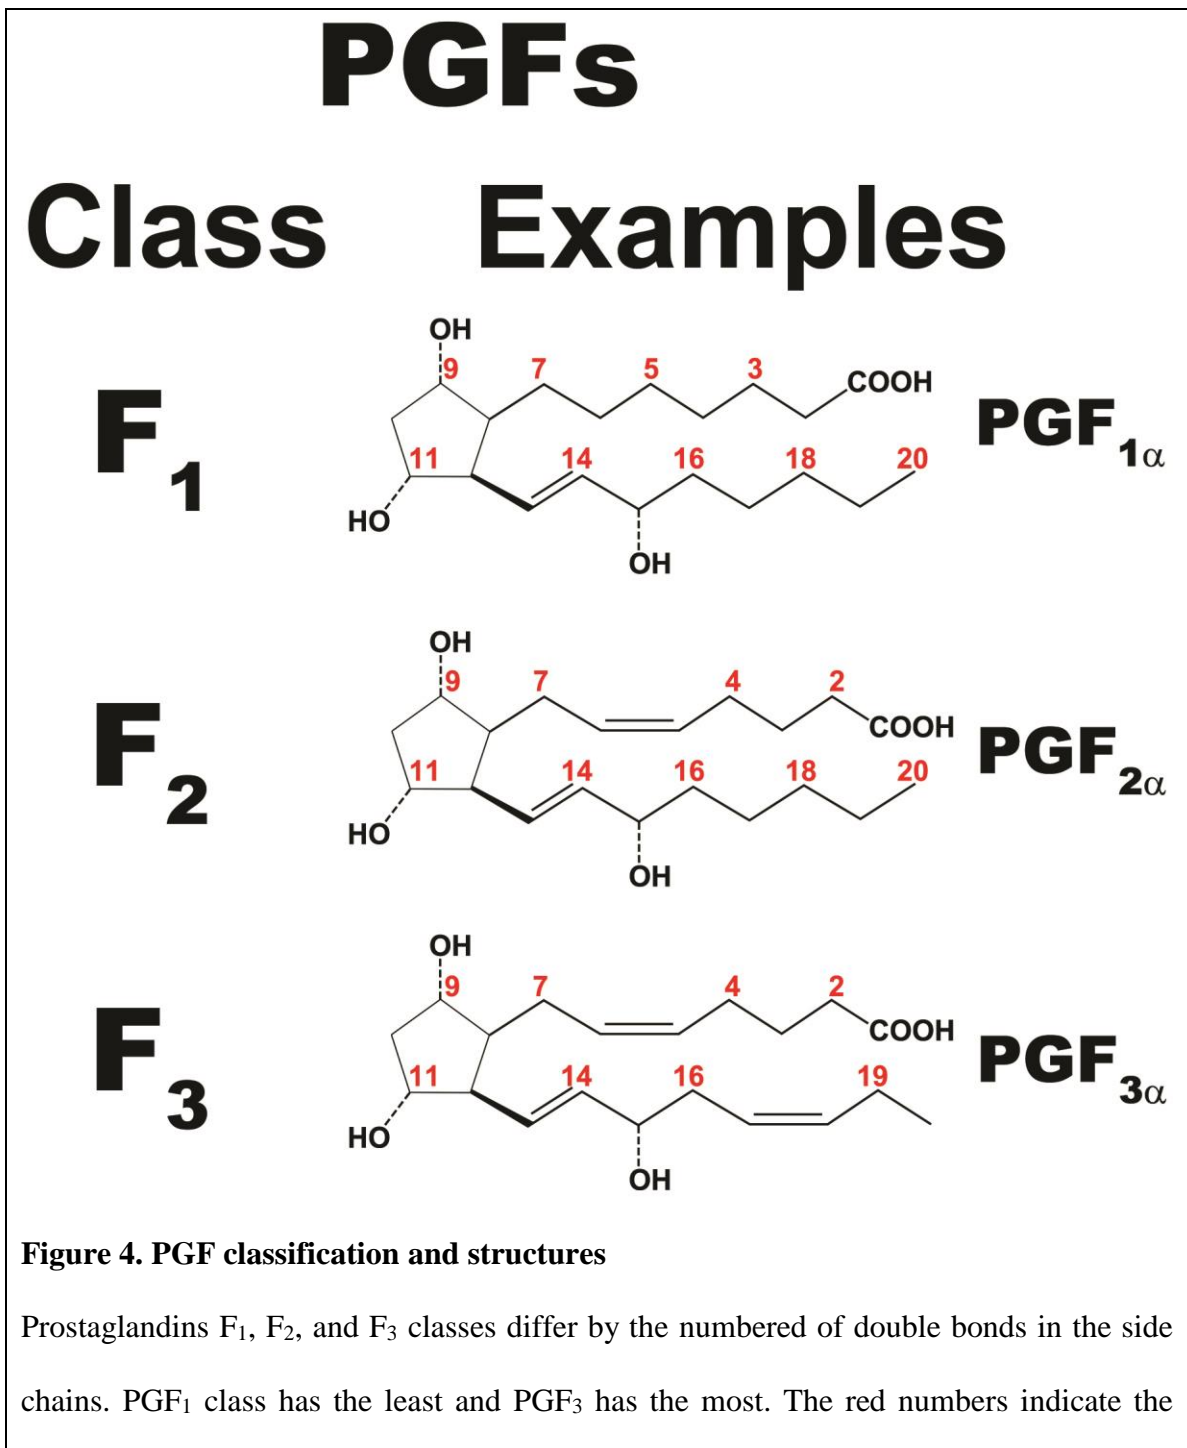 PGFs
Class Examples
OH
9 7 5 3 COOH
F1 PGF1α
11 14 16 18 20
HO
OH
OH
9 7 4 2
COOH
F2 PGF2α
11 14 16 18 20
HO
OH
OH
9 7 4 2
COOH
F3 PGF3α
11 14 16 19
HO
OH
Figure 4. PGF classification and structures
Prostaglandins F1, F2, and F3 classes differ by the numbered of double bonds in the side
chains. PGF1 class has the least and PGF3 has the most. The red numbers indicate the